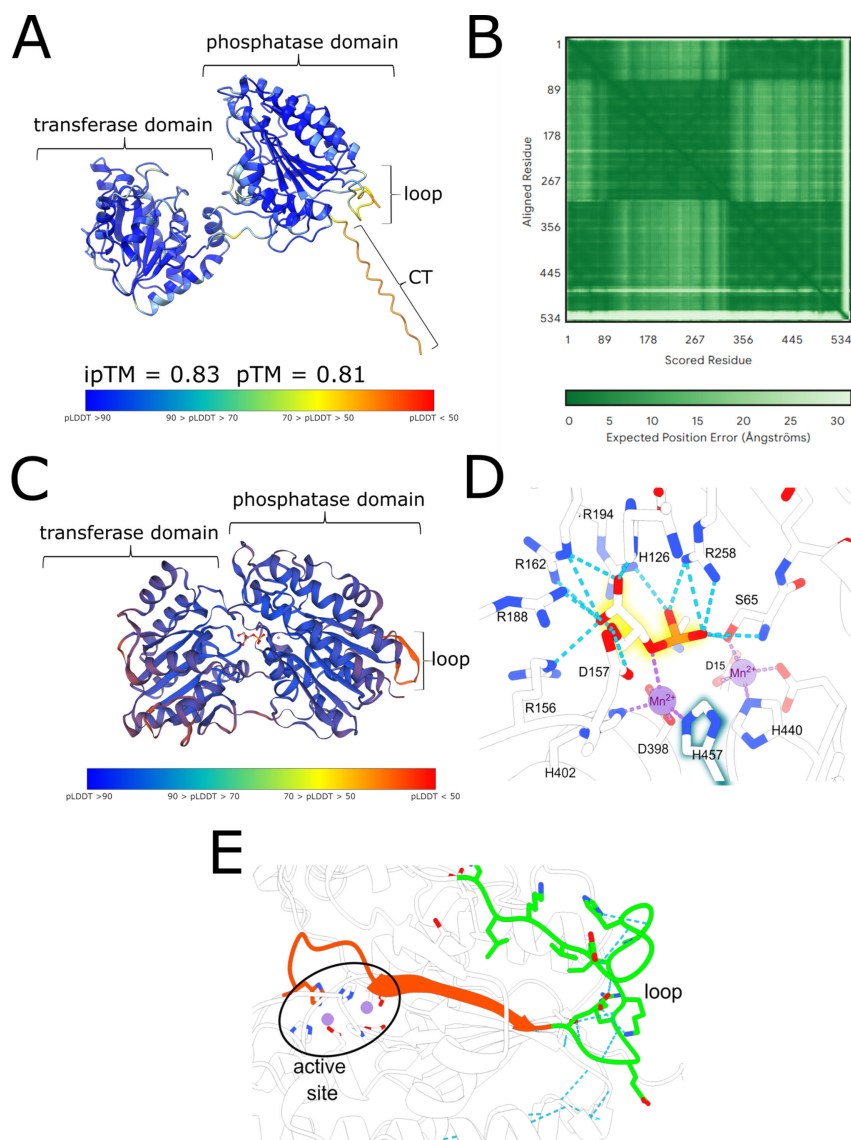 A
phosphatase domain
transferase domain
loop
CT
ipTM = 0.83 pTM = 0.81
pLDDT >90
90 > pLDDT > 70
70 > pLDDT > 50
pLDDT < 50
B
Aligned Residue
1
89
178
267
356
445
534
1 89 178 267 356 445 534
Scored Residue
0 5 10 15 20 25 30
Expected Position Error (Ångströms)
C
phosphatase domain
transferase domain
loop
pLDDT >90
90 > pLDDT > 70
70 > pLDDT > 50
pLDDT < 50
D
R194
H126
R162
R258
R188
S65
D157
D15
Mn²⁺
Mn²⁺
R156
D398
H457
H440
H402
E
loop
active
site